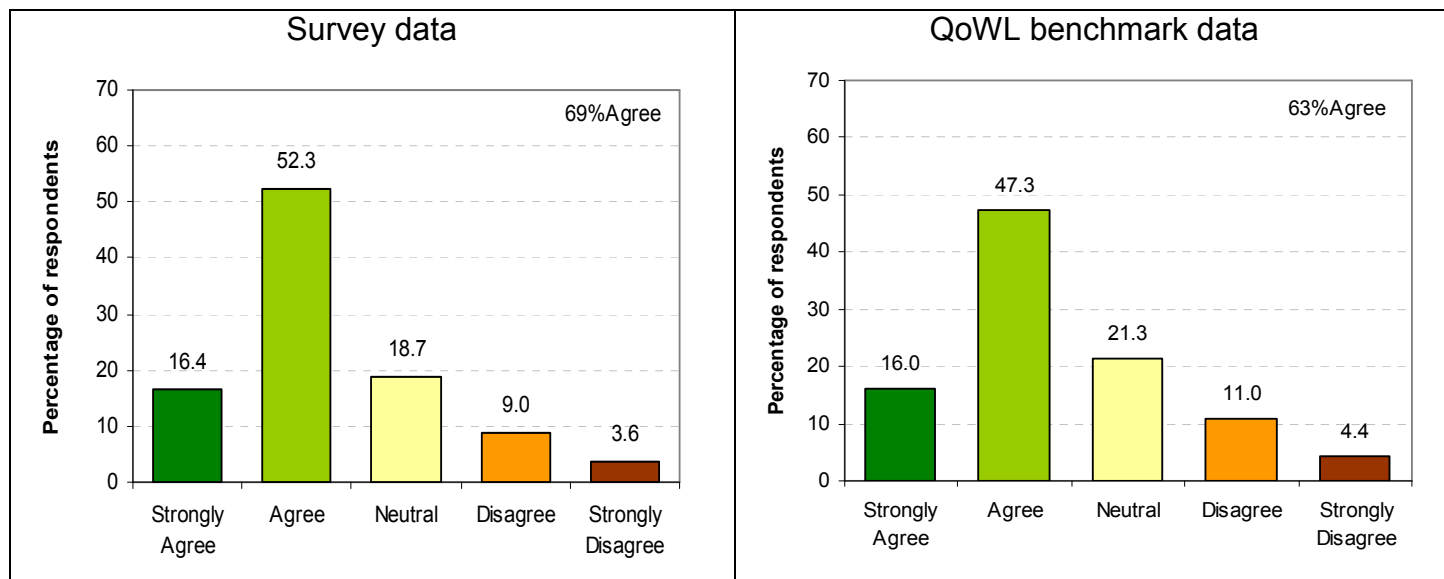 Survey data
70
60
50
40
30
20
10
0
Percentage of respondents
69%Agree
16.4
52.3
18.7
9.0
3.6
Strongly
Agree
Agree
Neutral
Disagree
Strongly
Disagree
QoWL benchmark data
70
60
50
40
30
20
10
0
Percentage of respondents
63%Agree
16.0
47.3
21.3
11.0
4.4
Strongly
Agree
Agree
Neutral
Disagree
Strongly
Disagree